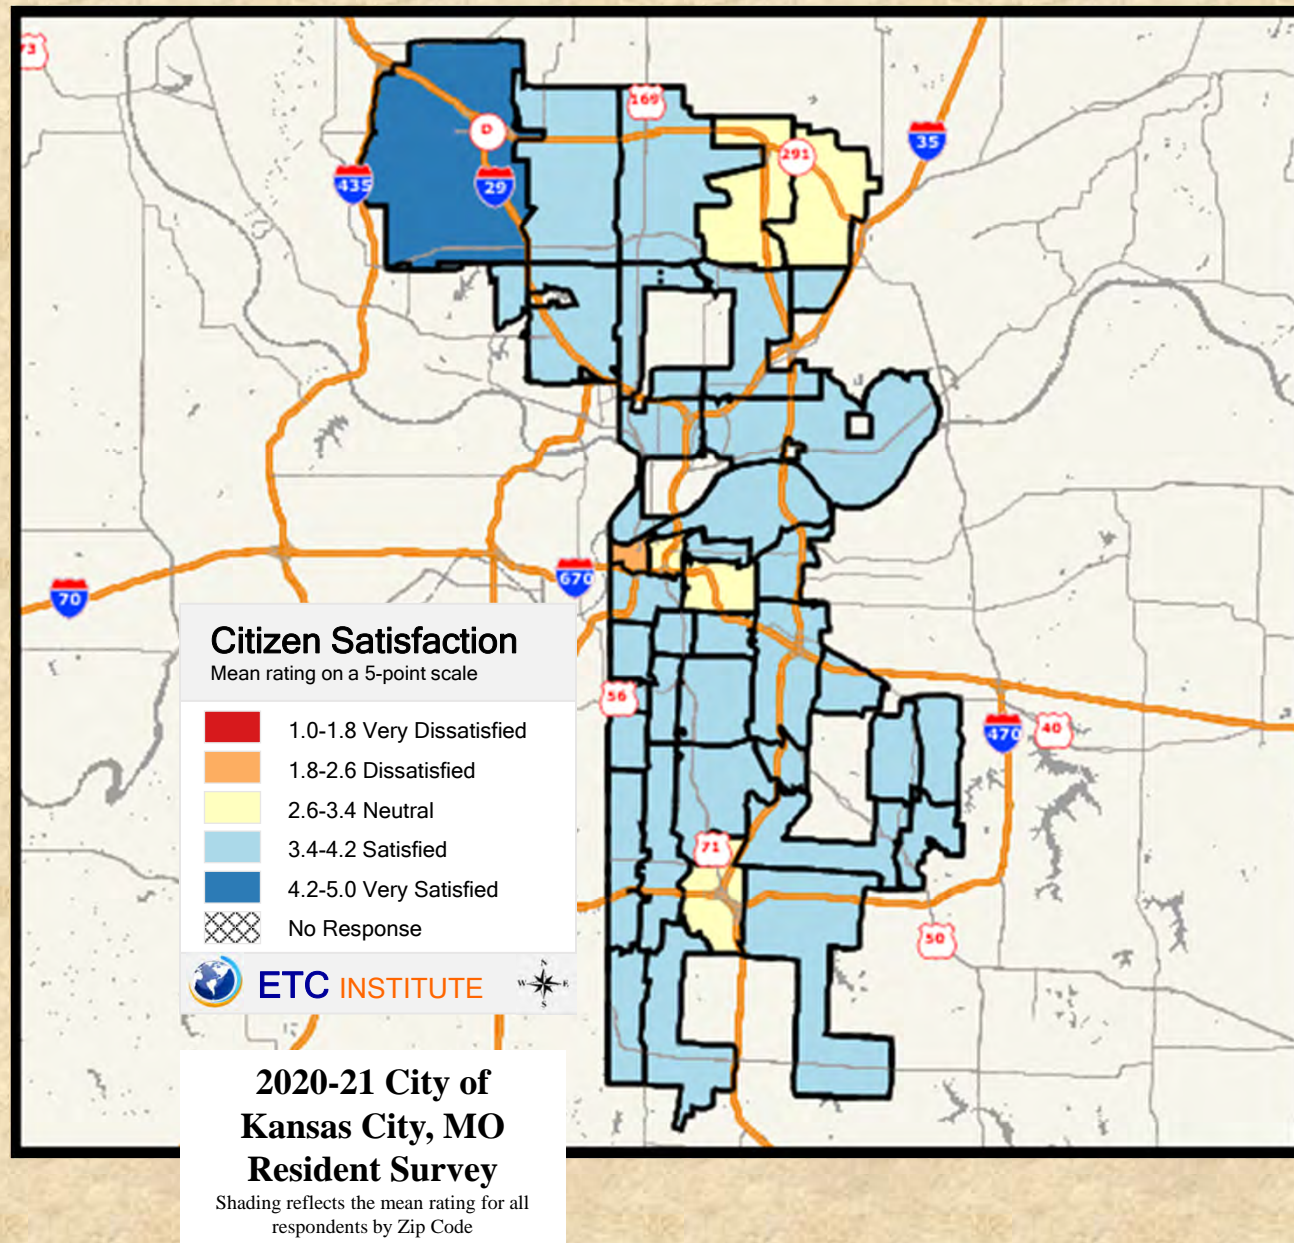 73
169
D
291
35
435
29
670
70
Citizen Satisfaction
Mean rating on a 5-point scale
1.0-1.8 Very Dissatisfied
1.8-2.6 Dissatisfied
2.6-3.4 Neutral
3.4-4.2 Satisfied
4.2-5.0 Very Satisfied
No Response
ETC INSTITUTE
N
W E
S
56
40
470
71
50
2020-21 City of
Kansas City, MO
Resident Survey
Shading reflects the mean rating for all
respondents by Zip Code